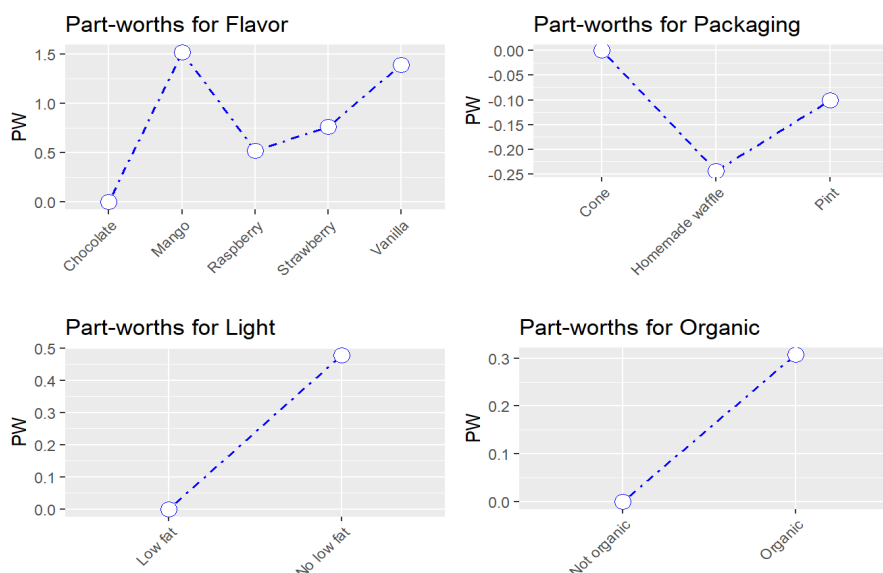 Part-worths for Flavor
PW
1.5
1.0
0.5
0.0
Chocolate
Mango
Raspberry
Strawberry
Vanilla
Part-worths for Packaging
PW
0.00
-0.05
-0.10
-0.15
-0.20
-0.25
Cone
Homemade waffle
Pint
Part-worths for Light
PW
0.5
0.4
0.3
0.2
0.1
0.0
Low fat
No low fat
Part-worths for Organic
PW
0.3
0.2
0.1
0.0
Not organic
Organic